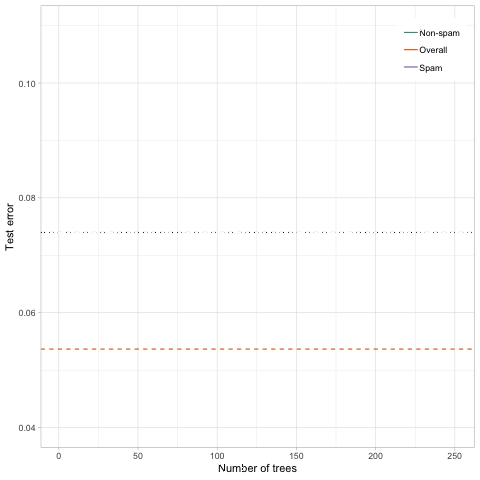 Non-spam
Overall
Spam
0.10
0.08
0.06
0.04
Test error
0 50 100 150 200 250
Number of trees